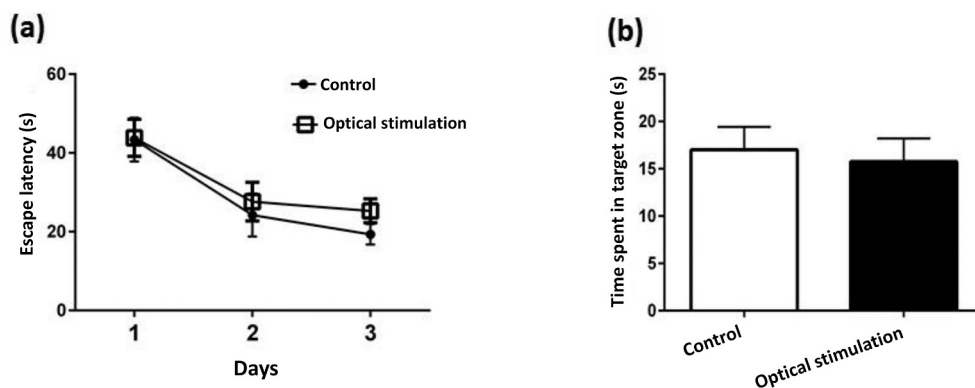 (a)
Escape latency (s)
60
40
20
0
1 2 3
Days
Control
Optical stimulation
(b)
Time spent in target zone (s)
25
20
15
10
5
0
Control
Optical stimulation